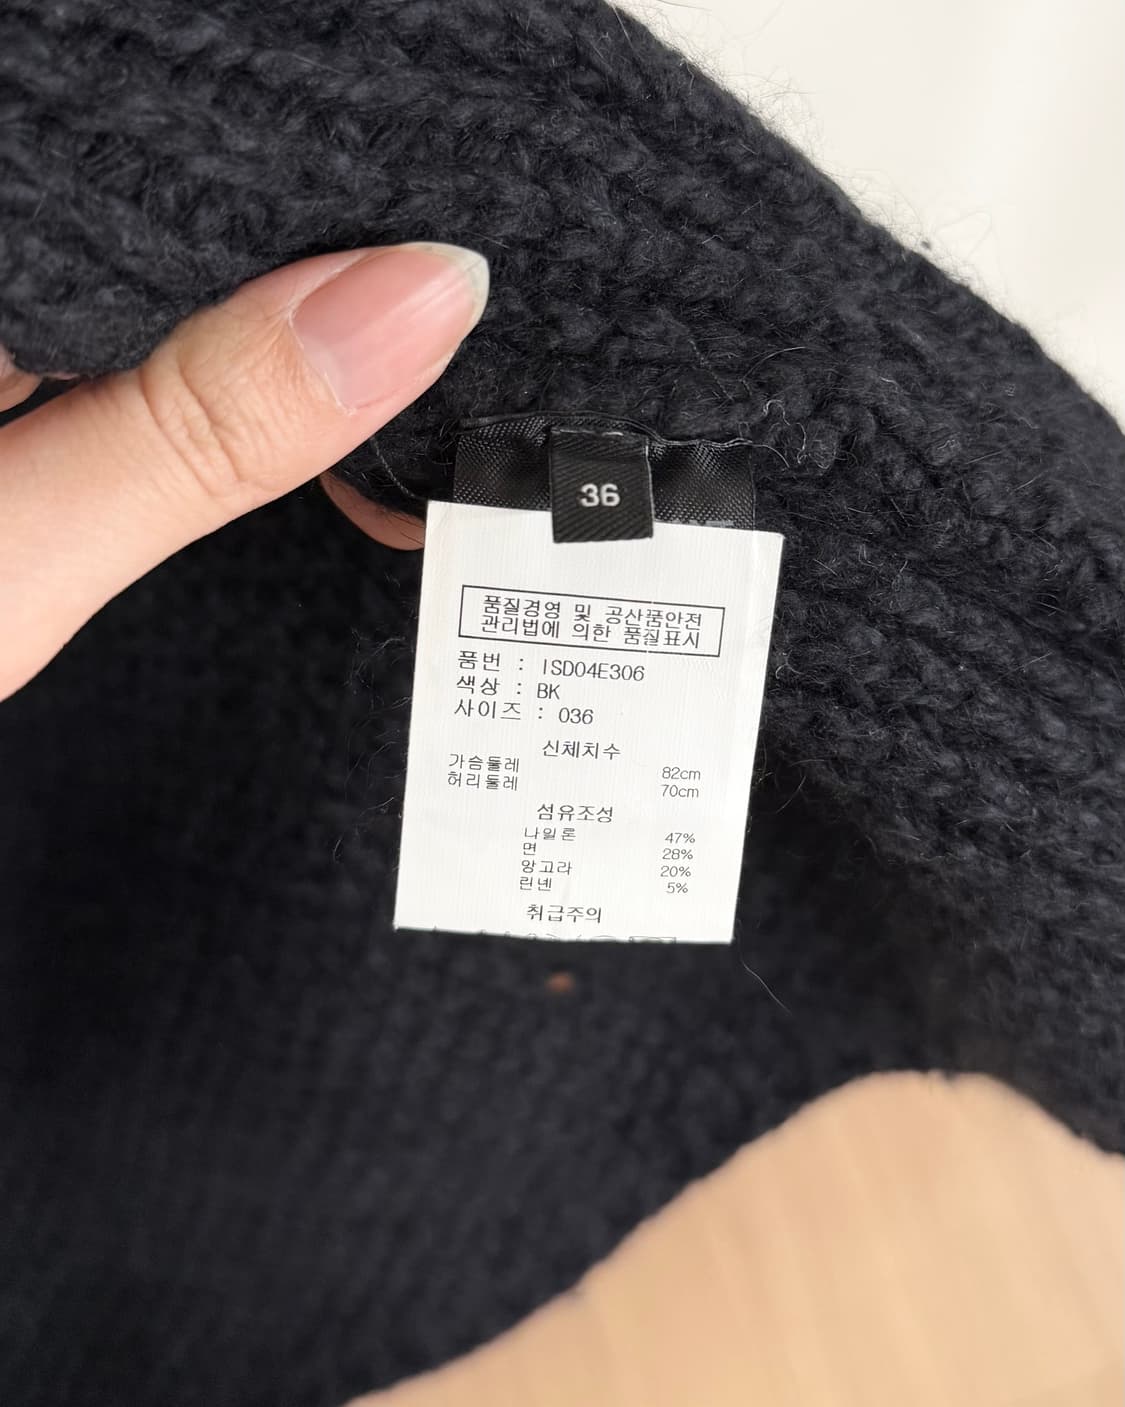 36
품질경영 및 공산품안전
관리법에 의한 품질표시
품번 : ISD04E306
색상 : BK
사이즈 : 036
신체치수
가슴둘레 82cm
허리둘레 70cm
섬유조성
나일론 47%
면 28%
앙고라 20%
린넨 5%
취급주의